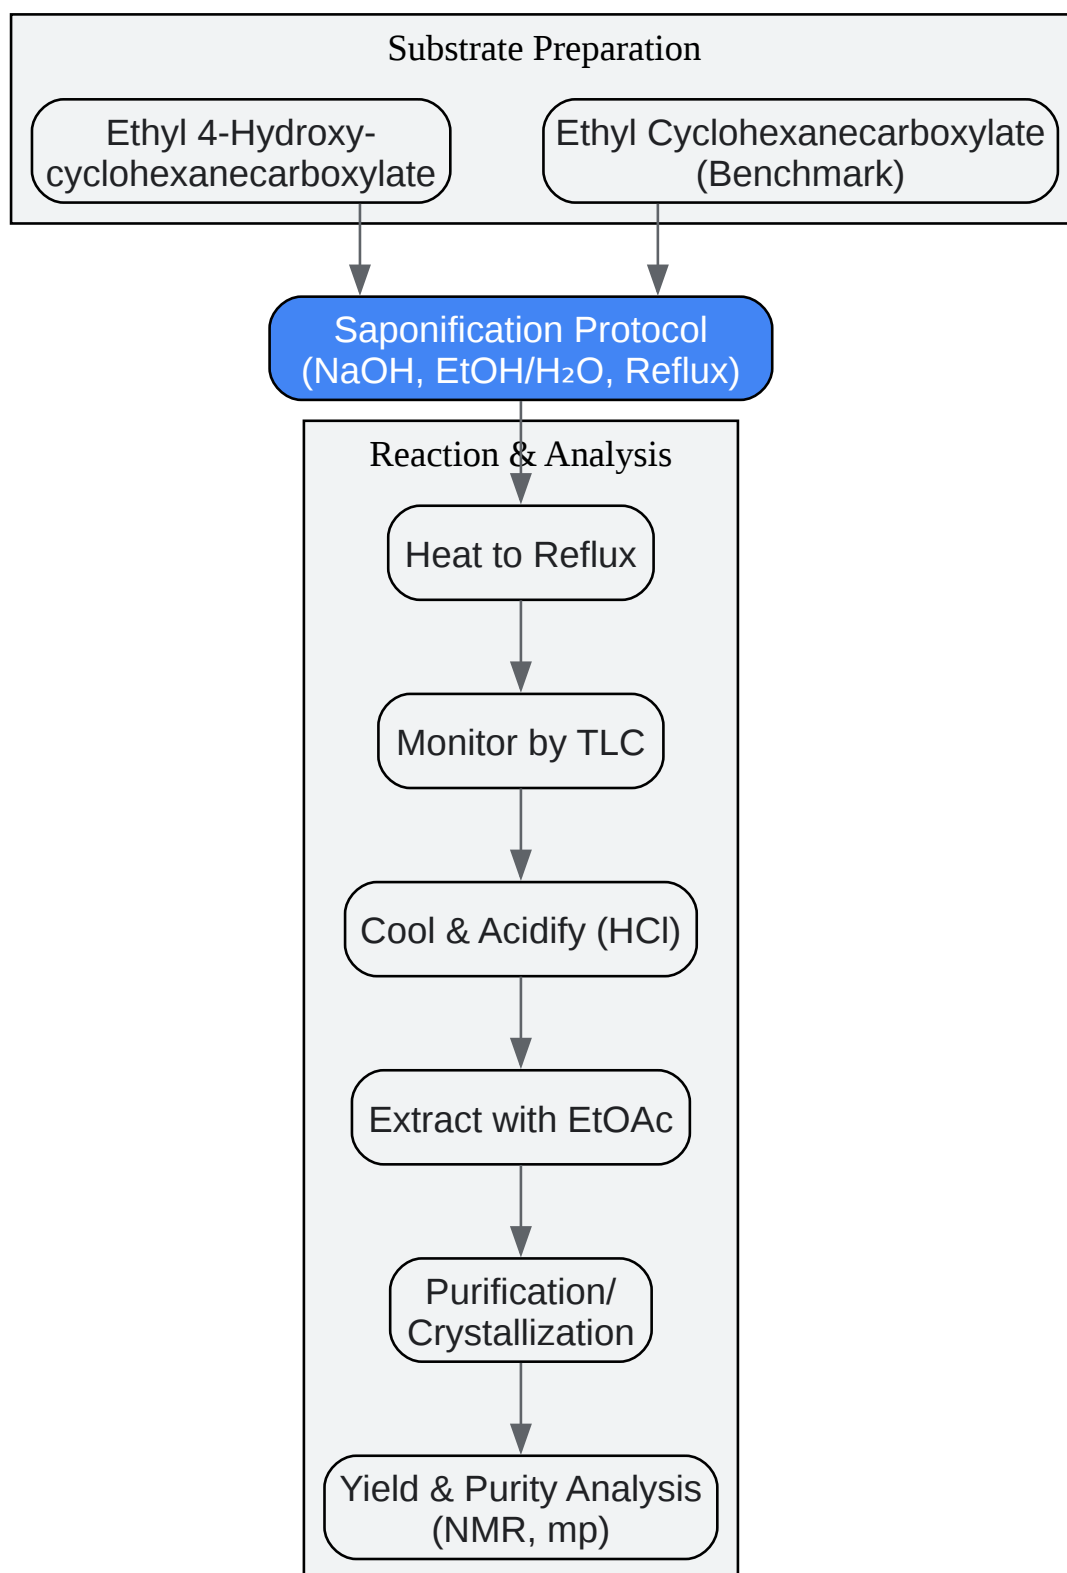 Substrate Preparation
Ethyl 4-Hydroxy-
cyclohexanecarboxylate
Ethyl Cyclohexanecarboxylate
(Benchmark)
Saponification Protocol
(NaOH, EtOH/H₂O, Reflux)
Reaction & Analysis
Heat to Reflux
Monitor by TLC
Cool & Acidify (HCl)
Extract with EtOAc
Purification/
Crystallization
Yield & Purity Analysis
(NMR, mp)